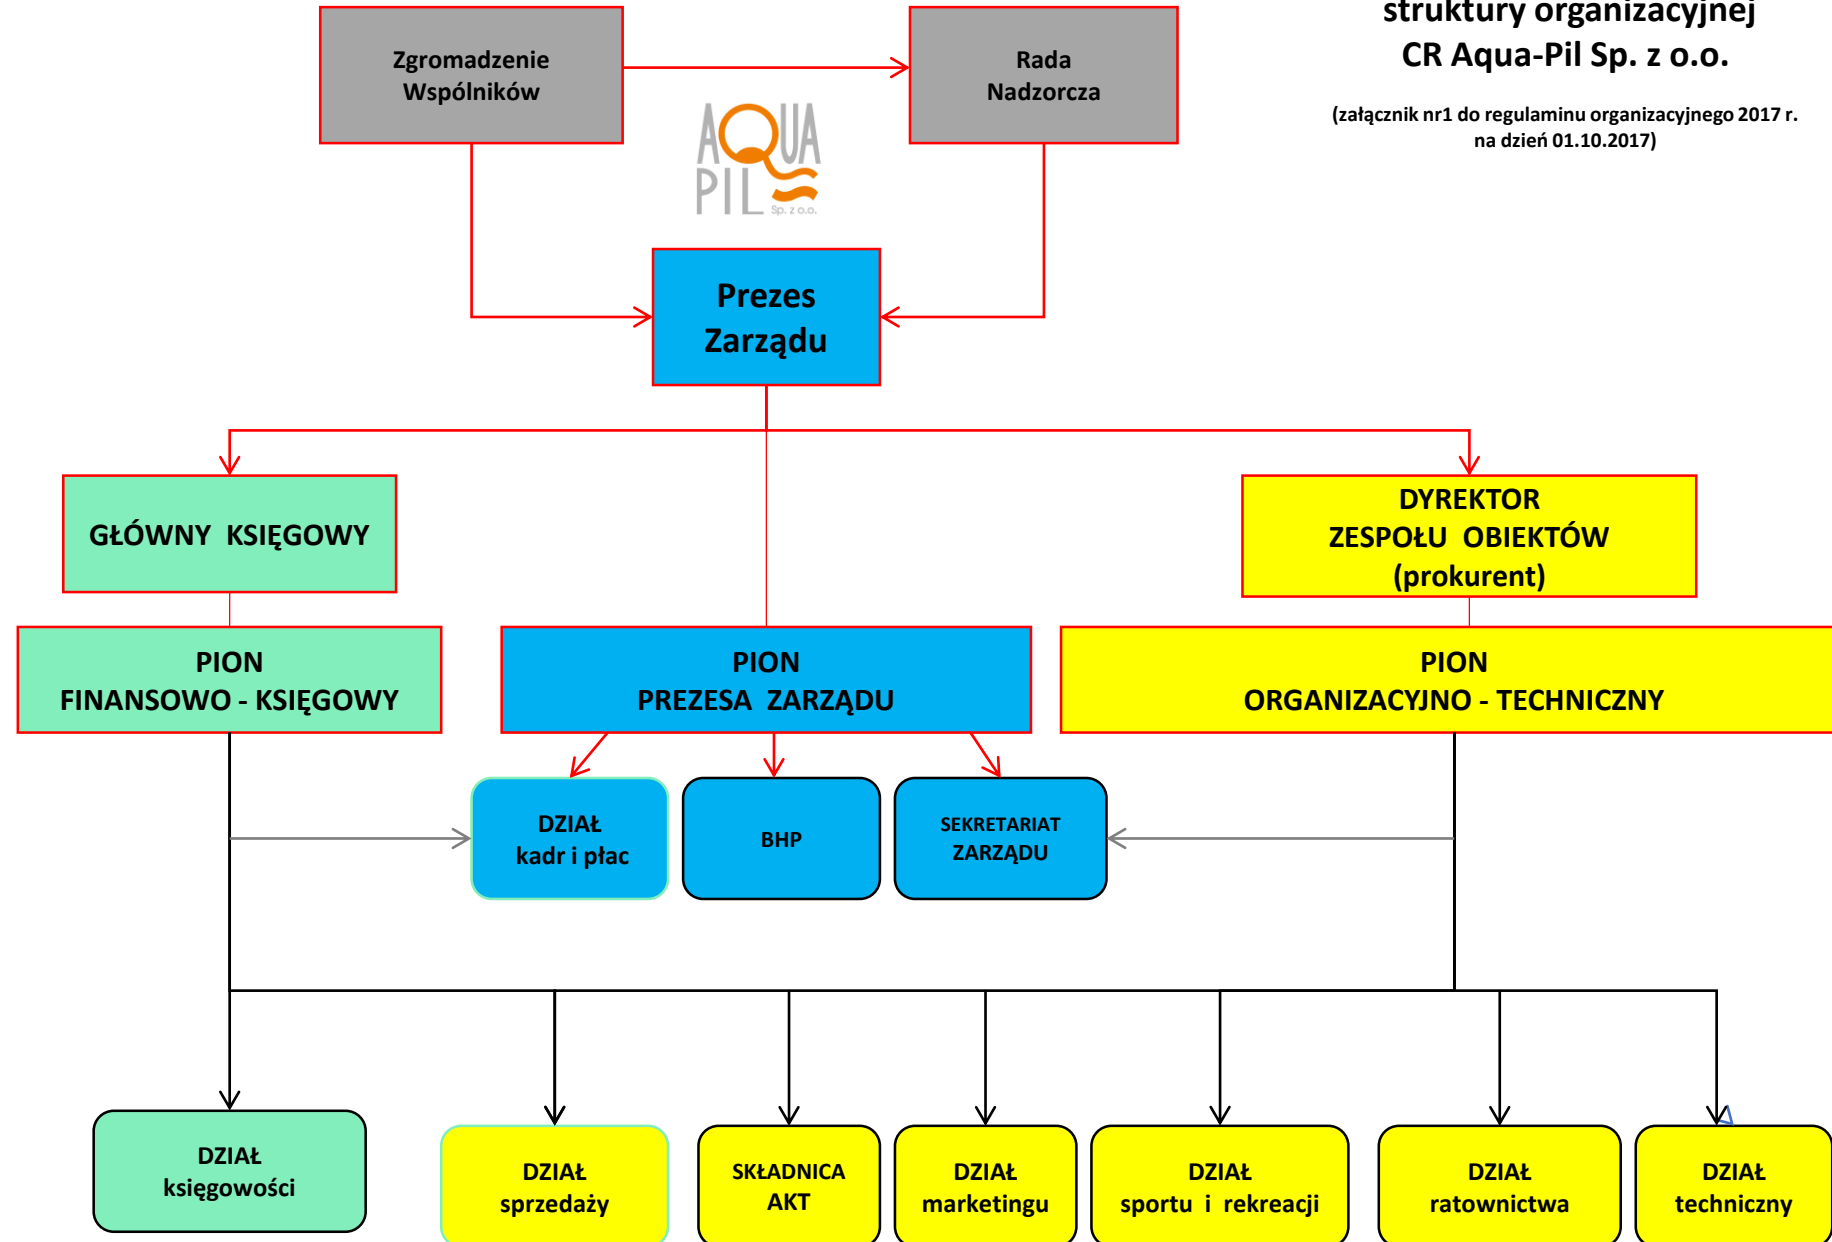 struktury organizacyjnej
CR Aqua-Pil Sp. z o.o.
(załącznik nr1 do regulaminu organizacyjnego 2017 r.
na dzień 01.10.2017)
Zgromadzenie
Wspólników
Rada
Nadzorcza
AQUA
PIL
Sp. z o.o.
Prezes
Zarządu
GŁÓWNY KSIĘGOWY
DYREKTOR
ZESPOŁU OBIEKTÓW
(prokurent)
PION
FINANSOWO - KSIĘGOWY
PION
PREZESA ZARZĄDU
PION
ORGANIZACYJNO - TECHNICZNY
DZIAŁ
kadr i płac
BHP
SEKRETARIAT
ZARZĄDU
DZIAŁ
księgowości
DZIAŁ
sprzedaży
SKŁADNICA
AKT
DZIAŁ
marketingu
DZIAŁ
sportu i rekreacji
DZIAŁ
ratownictwa
DZIAŁ
techniczny